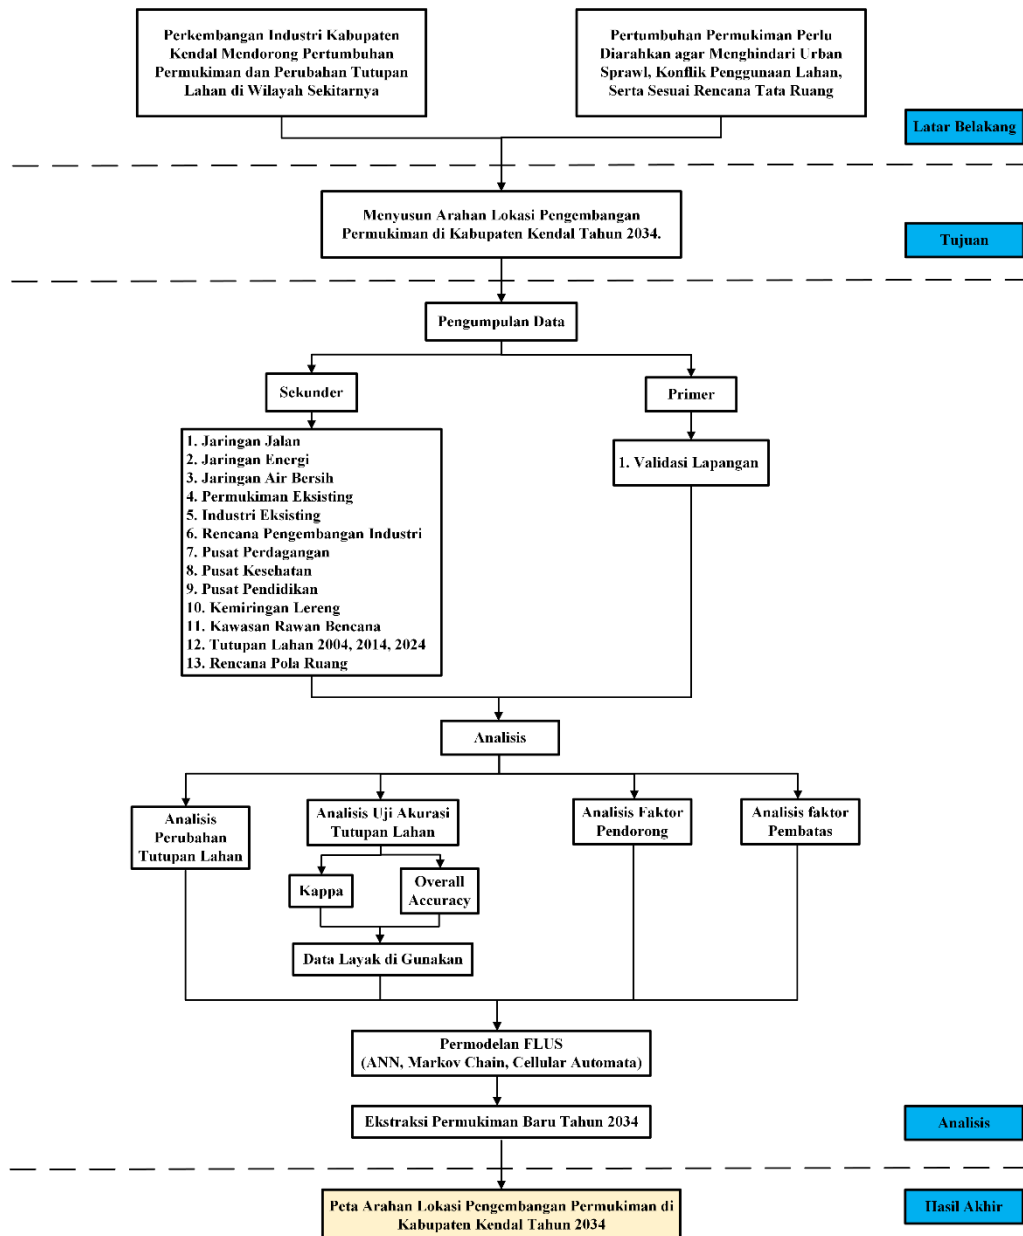 Perkembangan Industri Kabupaten
Kendal Mendorong Pertumbuhan
Permukiman dan Perubahan Tutupan
Lahan di Wilayah Sekitarnya
Pertumbuhan Permukiman Perlu
Diarahkan agar Menghindari Urban
Sprawl, Konflik Penggunaan Lahan,
Serta Sesuai Rencana Tata Ruang
Latar Belakang
Menyusun Arahan Lokasi Pengembangan
Permukiman di Kabupaten Kendal Tahun 2034.
Tujuan
Pengumpulan Data
Sekunder
Primer
1. Jaringan Jalan
2. Jaringan Energi
3. Jaringan Air Bersih
4. Permukiman Eksisting
5. Industri Eksisting
6. Rencana Pengembangan Industri
7. Pusat Perdagangan
8. Pusat Kesehatan
9. Pusat Pendidikan
10. Kemiringan Lereng
11. Kawasan Rawan Bencana
12. Tutupan Lahan 2004, 2014, 2024
13. Rencana Pola Ruang
1. Validasi Lapangan
Analisis
Analisis
Perubahan
Tutupan Lahan
Analisis Uji Akurasi
Tutupan Lahan
Analisis Faktor
Pendorong
Analisis faktor
Pembatas
Kappa
Overall
Accuracy
Data Layak di Gunakan
Permodelan FLUS
(ANN, Markov Chain, Cellular Automata)
Ekstraksi Permukiman Baru Tahun 2034
Analisis
Peta Arahan Lokasi Pengembangan Permukiman di
Kabupaten Kendal Tahun 2034
Hasil Akhir